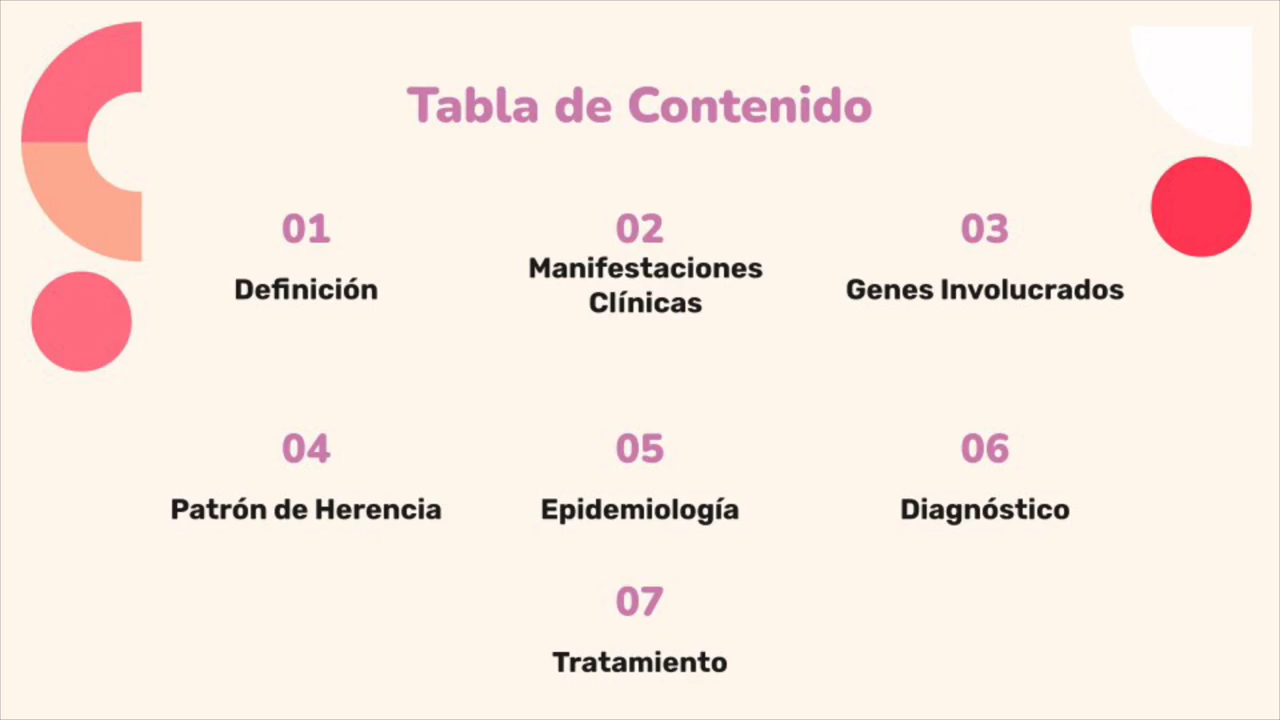 Tabla de Contenido
01
Definición
02
Manifestaciones
Clínicas
03
Genes Involucrados
04
Patrón de Herencia
05
Epidemiología
06
Diagnóstico
07
Tratamiento